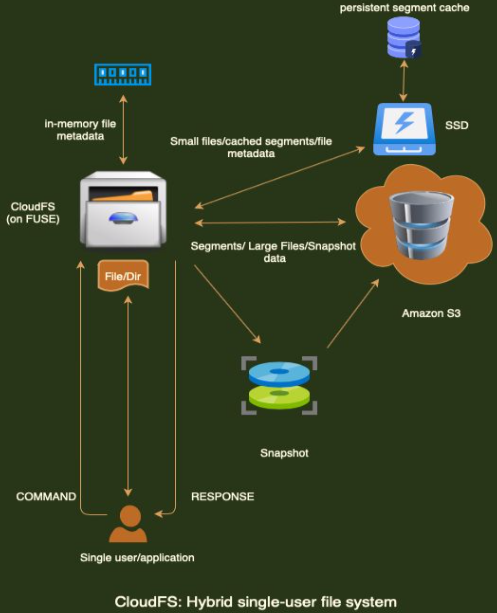 persistent segment cache
in-memory file
metadata
SSD
Small files/cached segments/file
metadata
CloudFS
(on FUSE)
Segments/ Large Files/Snapshot
data
File/Dir
Amazon S3
Snapshot
COMMAND
RESPONSE
Single user/application
CloudFS: Hybrid single-user file system